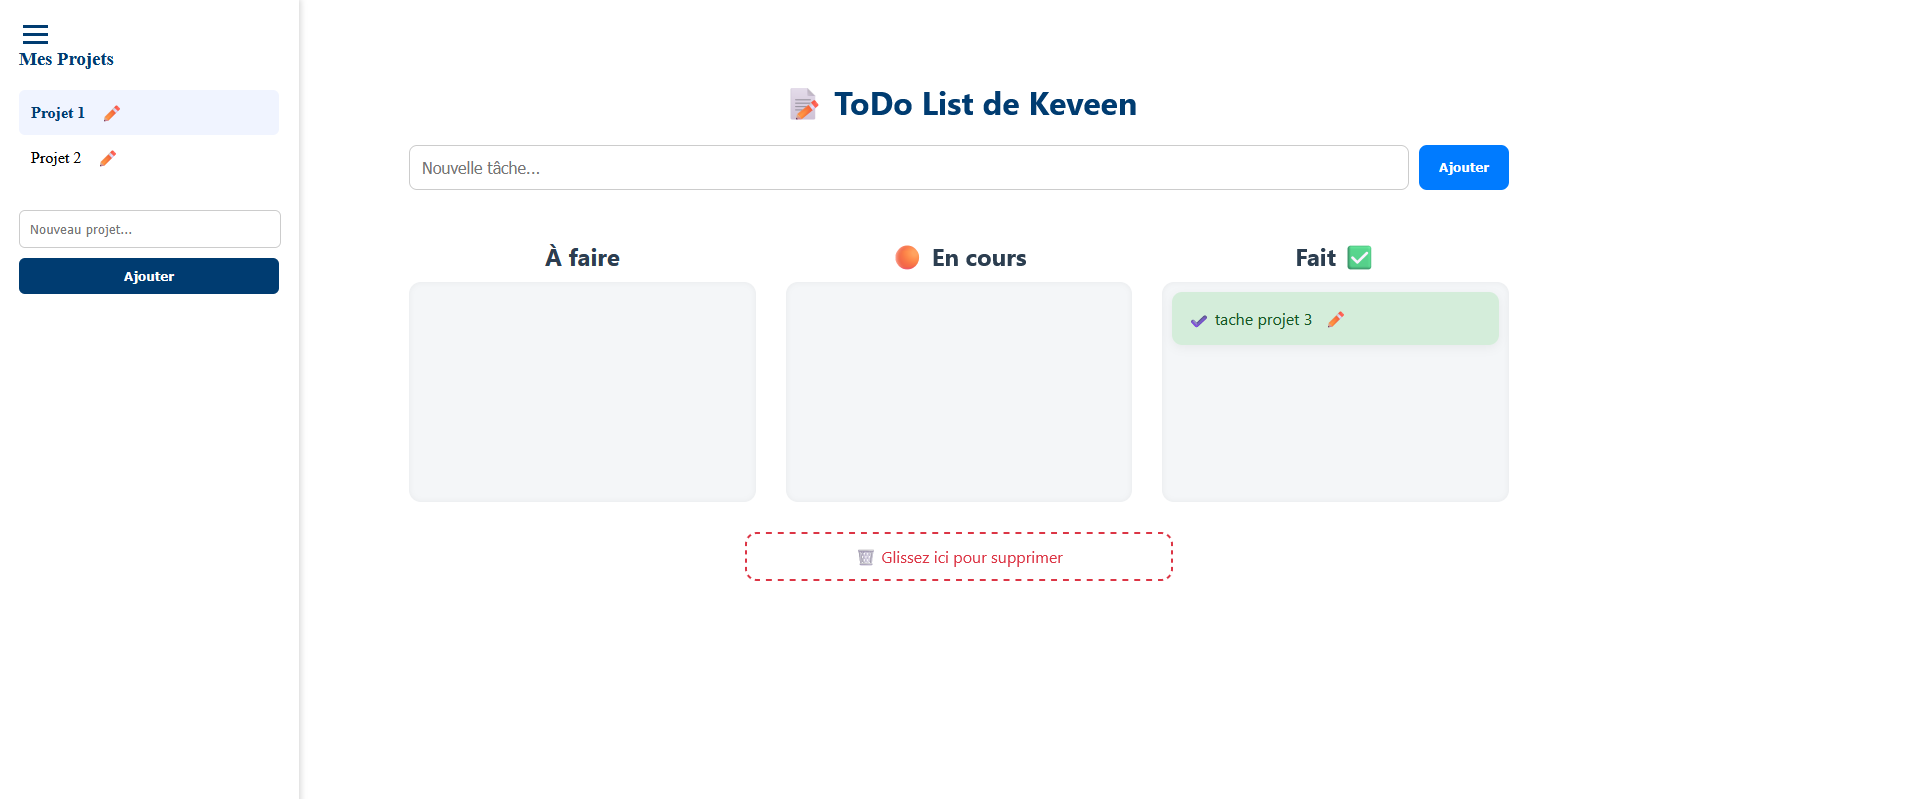 Mes Projets
Projet 1
Projet 2
Nouveau projet...
Ajouter
ToDo List de Keveen
Nouvelle tâche...
Ajouter
À faire
En cours
Fait
tache projet 3
Glissez ici pour supprimer